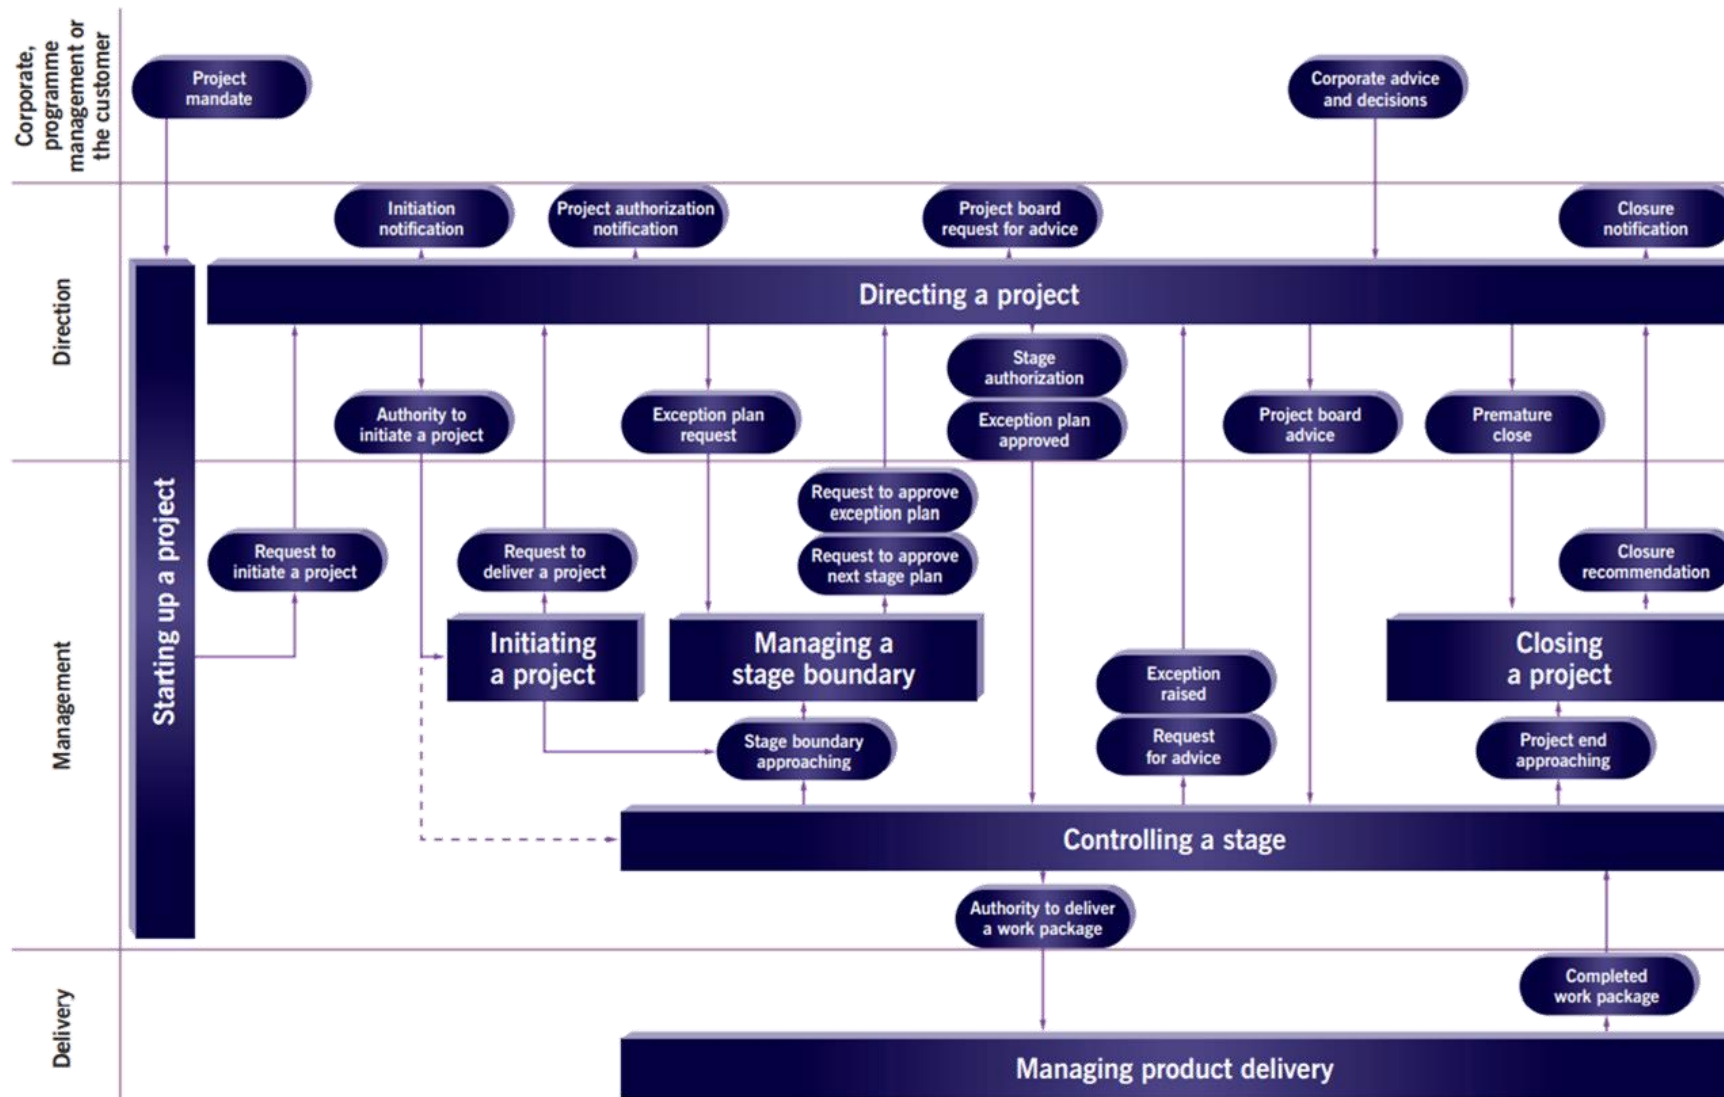 Corporate,
programme
management or
the customer
Project
mandate
Corporate advice
and decisions
Direction
Initiation
notification
Project authorization
notification
Project board
request for advice
Closure
notification
Directing a project
Starting up a project
Stage
authorization
Authority to
initiate a project
Exception plan
request
Exception plan
approved
Project board
advice
Premature
close
Management
Request to approve
exception plan
Request to
initiate a project
Request to
deliver a project
Request to approve
next stage plan
Closure
recommendation
Initiating
a project
Managing a
stage boundary
Exception
raised
Closing
a project
Stage boundary
approaching
Request
for advice
Project end
approaching
Controlling a stage
Authority to deliver
a work package
Delivery
Completed
work package
Managing product delivery